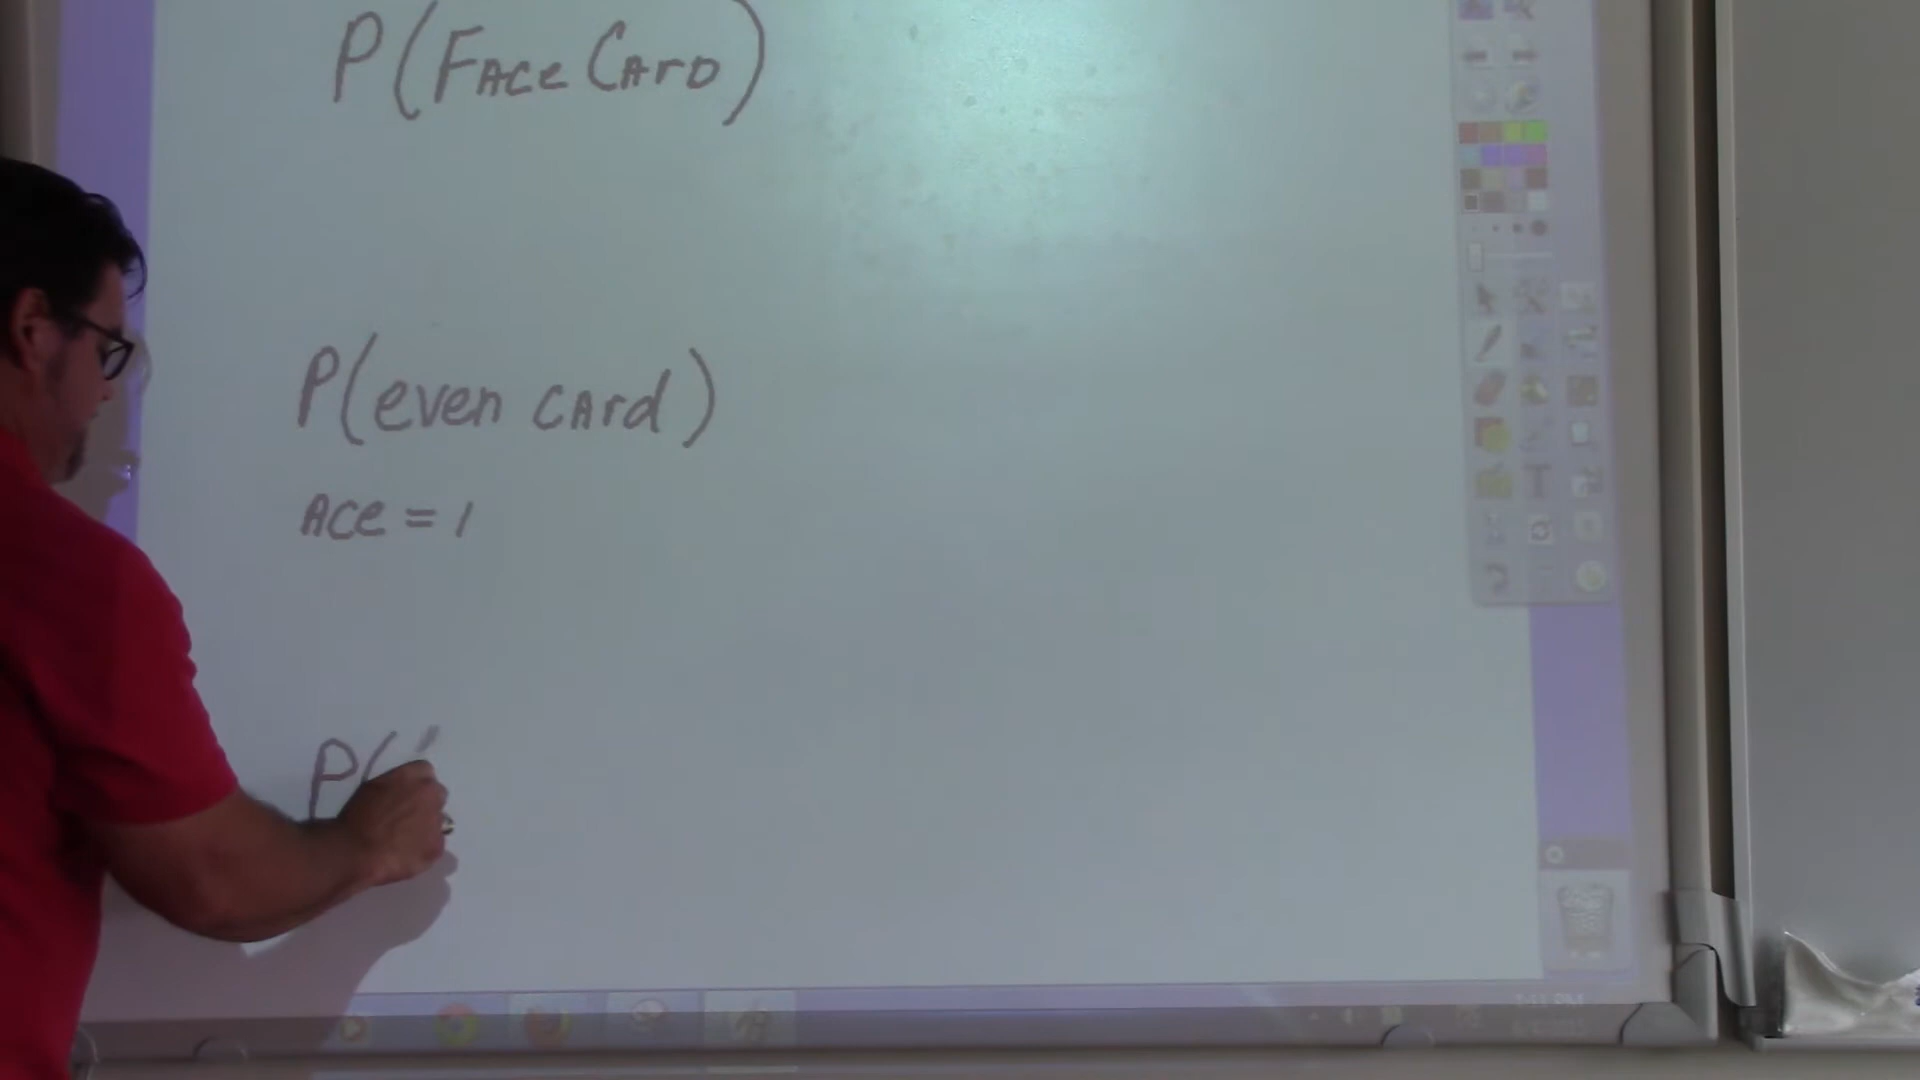 P(Face Card)
P(even card)
Ace = 1
P(